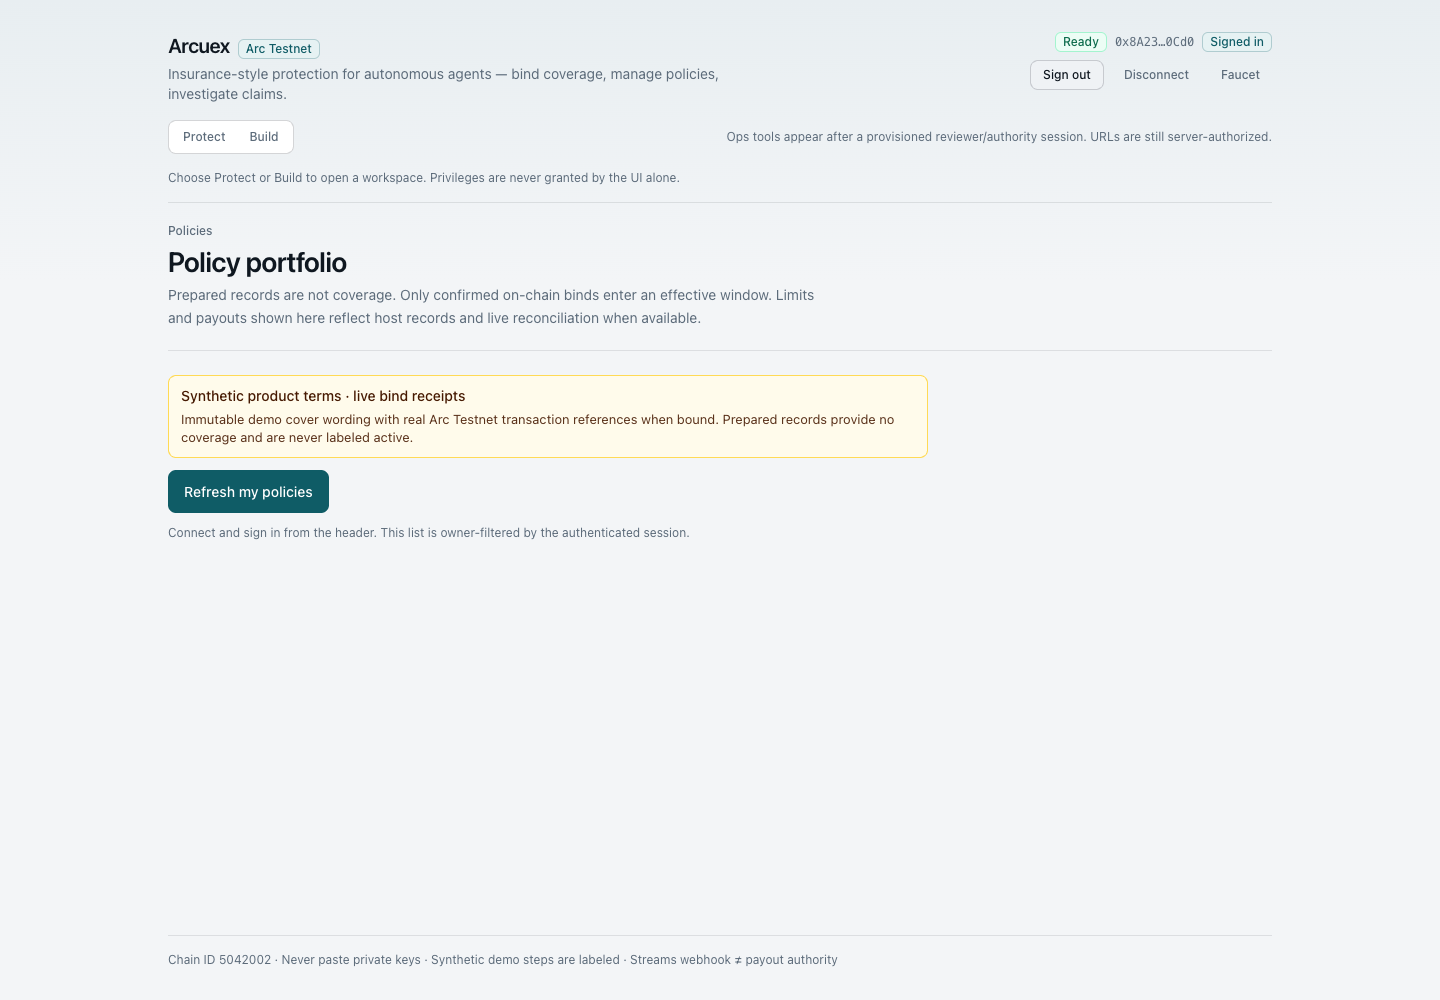 Arcuex Arc Testnet
Ready 0x8A23…0Cd0 Signed in
Insurance-style protection for autonomous agents — bind coverage, manage policies,
investigate claims.
Sign out Disconnect Faucet
Protect Build
Ops tools appear after a provisioned reviewer/authority session. URLs are still server-authorized.
Choose Protect or Build to open a workspace. Privileges are never granted by the UI alone.
Policies
Policy portfolio
Prepared records are not coverage. Only confirmed on-chain binds enter an effective window. Limits
and payouts shown here reflect host records and live reconciliation when available.
Synthetic product terms · live bind receipts
Immutable demo cover wording with real Arc Testnet transaction references when bound. Prepared records provide no
coverage and are never labeled active.
Refresh my policies
Connect and sign in from the header. This list is owner-filtered by the authenticated session.
Chain ID 5042002 · Never paste private keys · Synthetic demo steps are labeled · Streams webhook ≠ payout authority